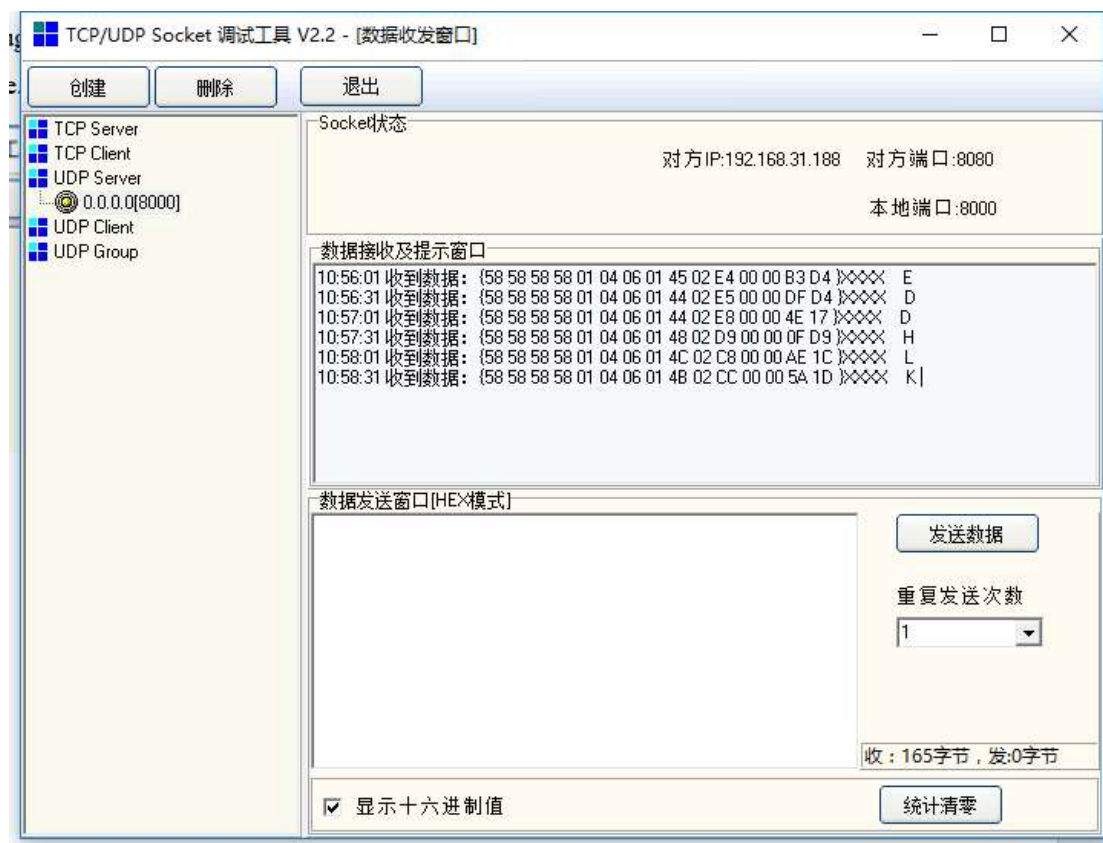 TCP/UDP Socket 调试工具 V2.2 - [数据收发窗口]
创建
删除
退出
TCP Server
TCP Client
UDP Server
0.0.0.0[8000]
UDP Client
UDP Group
Socket状态
对方IP:192.168.31.188 对方端口:8080
本地端口:8000
数据接收及提示窗口
10:56:01 收到数据：{58 58 58 58 01 04 06 01 45 02 E4 00 00 B3 D4 }XXXX E
10:56:31 收到数据：{58 58 58 58 01 04 06 01 44 02 E5 00 00 DF D4 }XXXX D
10:57:01 收到数据：{58 58 58 58 01 04 06 01 44 02 E8 00 00 4E 17 }XXXX D
10:57:31 收到数据：{58 58 58 58 01 04 06 01 48 02 D9 00 00 0F D9 }XXXX H
10:58:01 收到数据：{58 58 58 58 01 04 06 01 4C 02 C8 00 00 AE 1C }XXXX L
10:58:31 收到数据：{58 58 58 58 01 04 06 01 4B 02 CC 00 00 5A 1D }XXXX K
数据发送窗口[HEX模式]
发送数据
重复发送次数
1
收：165字节，发:0字节
显示十六进制值
统计清零